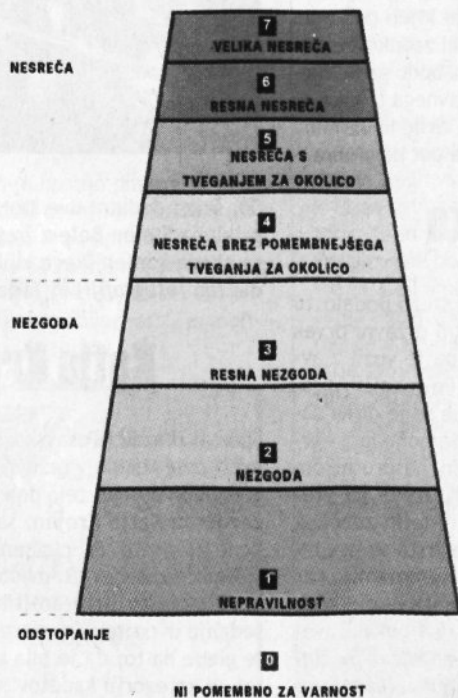 7
VELIKA NESREČA
NESREČA
6
RESNA NESREČA
5
NESREČA S
TVEGANJEM ZA OKOLICO
4
NESREČA BREZ POMEMBNEJŠEGA
TVEGANJA ZA OKOLICO
NEZGODA
3
RESNA NEZGODA
2
NEZGODA
1
NEPRAVILNOST
ODSTOPANJE
0
NI POMEMBNO ZA VARNOST